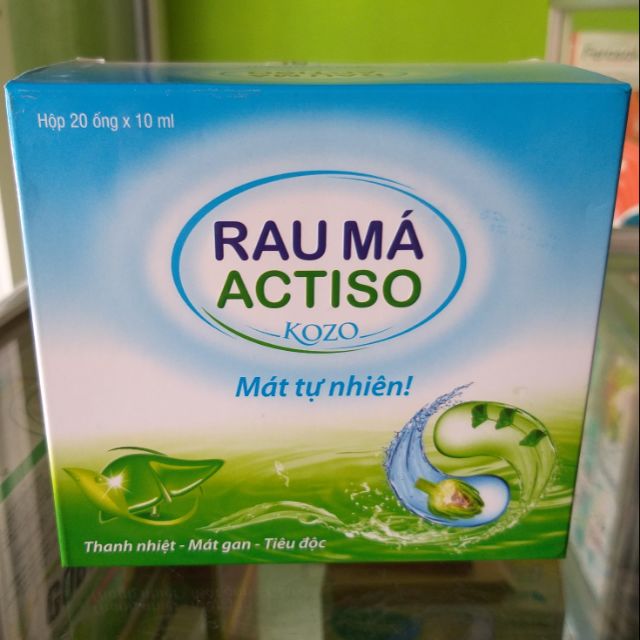 Hộp 20 ống x 10 ml
RAU MÁ
ACTISO
KOZO
Mát tự nhiên!
Thanh nhiệt - Mát gan - Tiêu độc